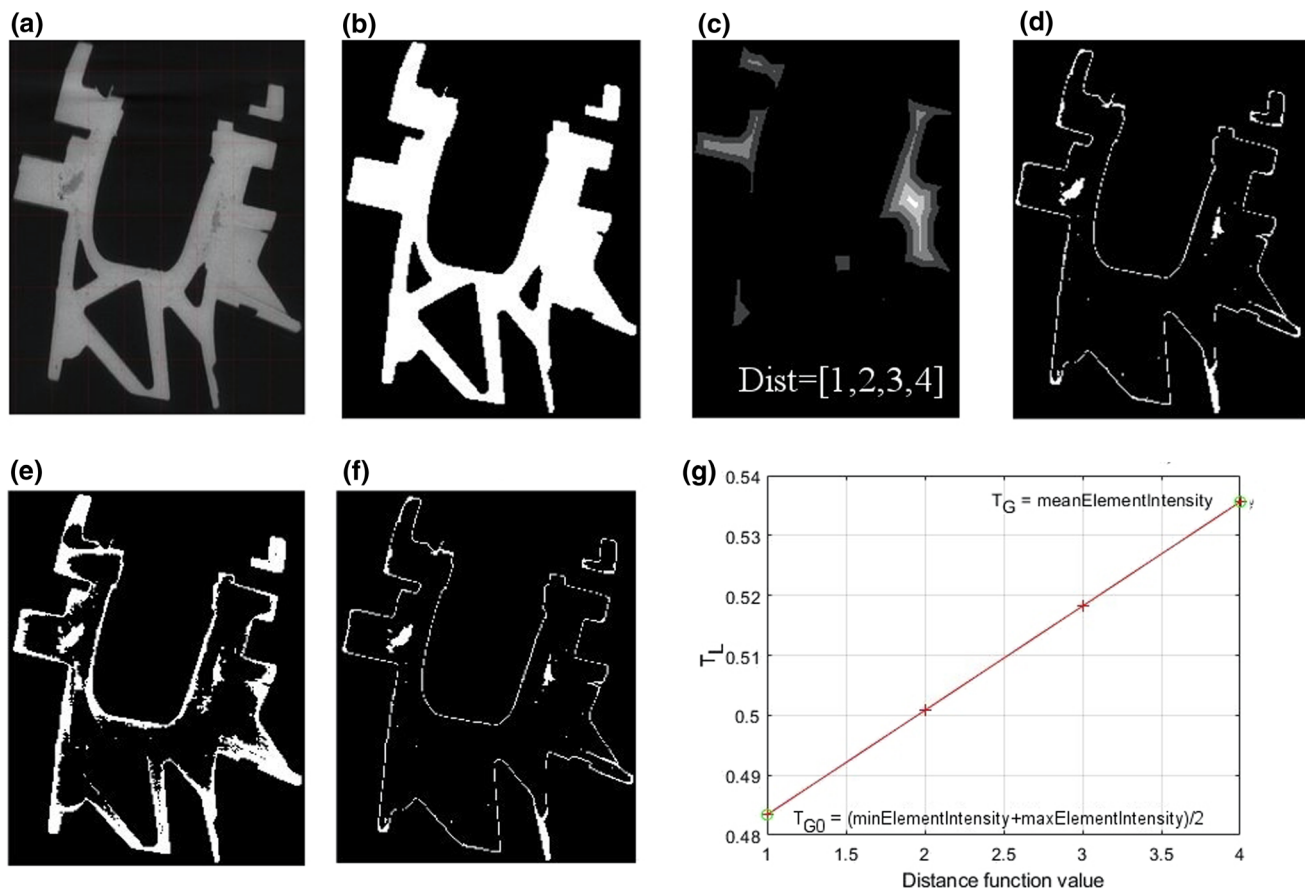 (a)
(b)
(c)
(d)
Dist=[1,2,3,4]
(e)
(f)
(g)
0.54
0.53
0.52
0.51
0.5
0.49
0.48
T_L
T_G = meanElementIntensity
T_G0 = (minElementIntensity+maxElementIntensity)/2
1
1.5
2
2.5
3
3.5
4
Distance function value